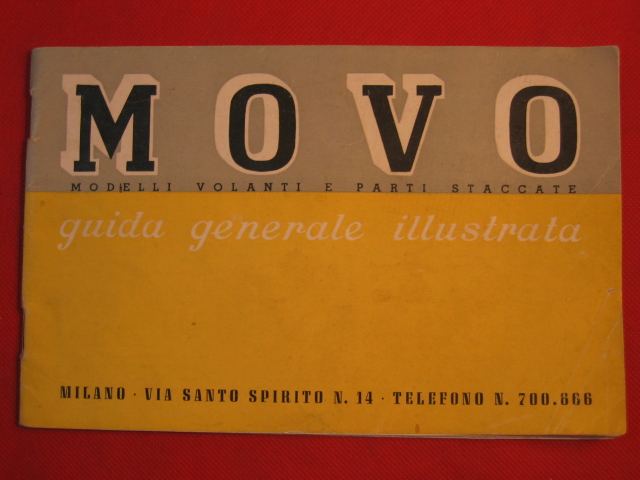 MOVO
MODELLI VOLANTI E PARTI STACCATE
guida generale illustrata
MILANO · VIA SANTO SPIRITO N. 14 · TELEFONO N. 700.666